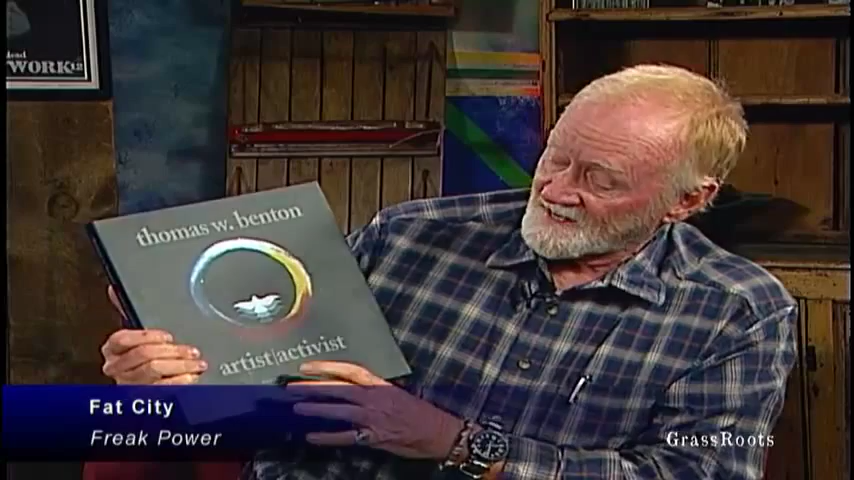 WORK
thomas w. benton
artist|activist
Fat City
Freak Power
GrassRoots